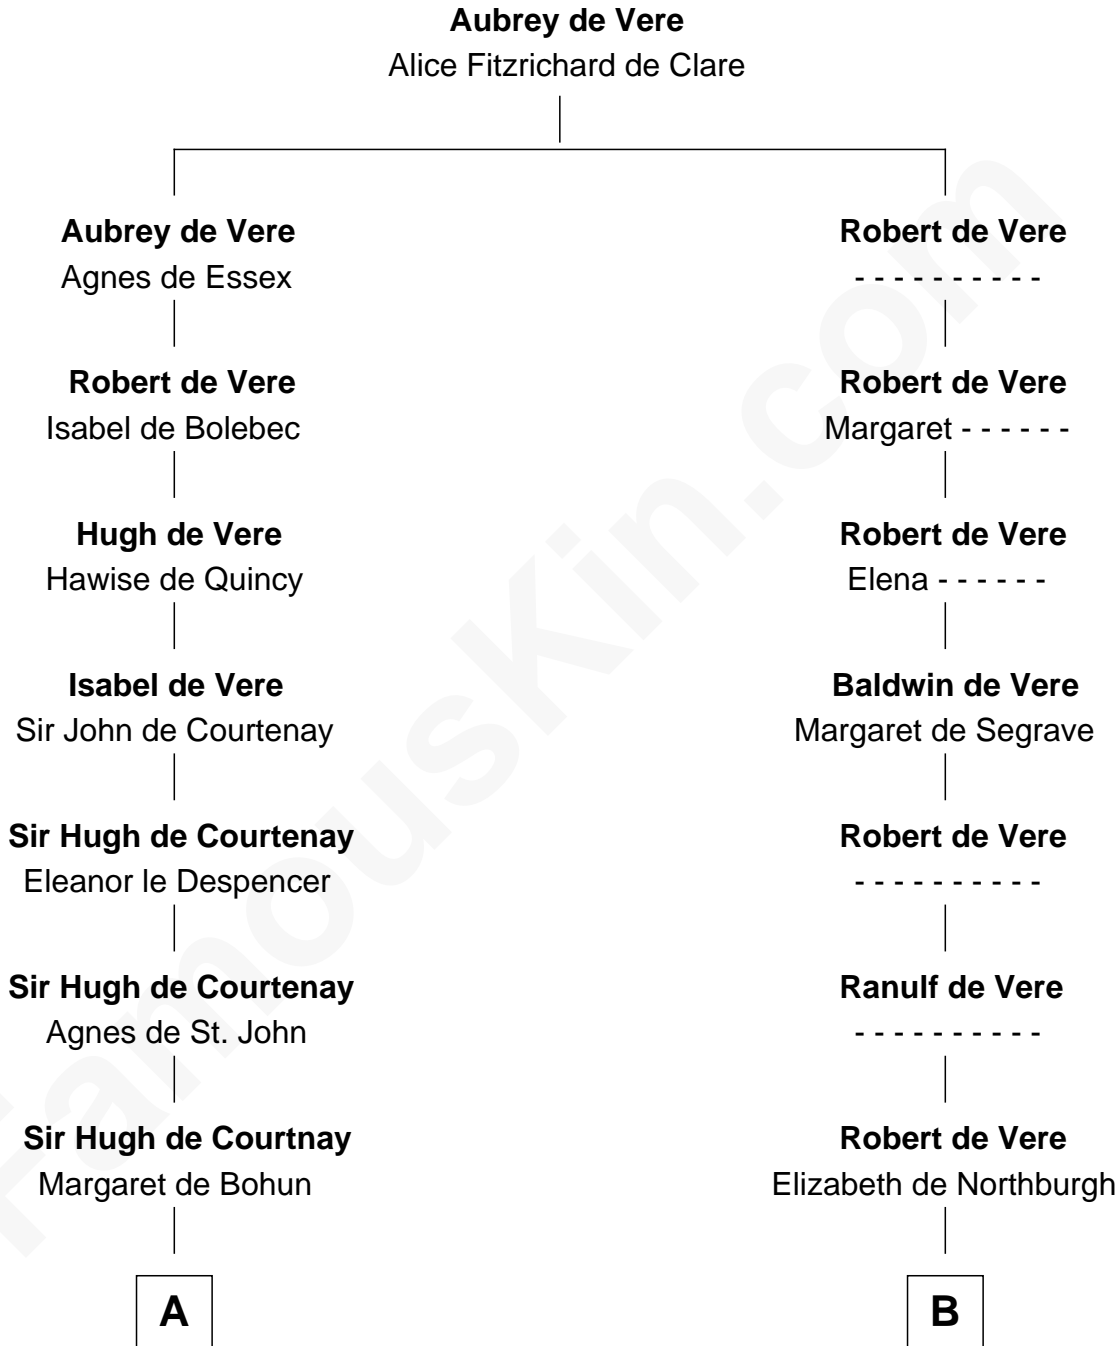 Aubrey de Vere
Alice Fitzrichard de Clare
Aubrey de Vere
Agnes de Essex
Robert de Vere
- - - - - - - - - -
Robert de Vere
Isabel de Bolebec
Robert de Vere
Margaret - - - - - -
Hugh de Vere
Hawise de Quincy
Robert de Vere
Elena - - - - - -
Isabel de Vere
Sir John de Courtenay
Baldwin de Vere
Margaret de Segrave
Sir Hugh de Courtenay
Eleanor le Despencer
Robert de Vere
- - - - - - - - - -
Sir Hugh de Courtenay
Agnes de St. John
Ranulf de Vere
- - - - - - - - - -
Sir Hugh de Courtnay
Margaret de Bohun
Robert de Vere
Elizabeth de Northburgh
A
B
FamousKin.com